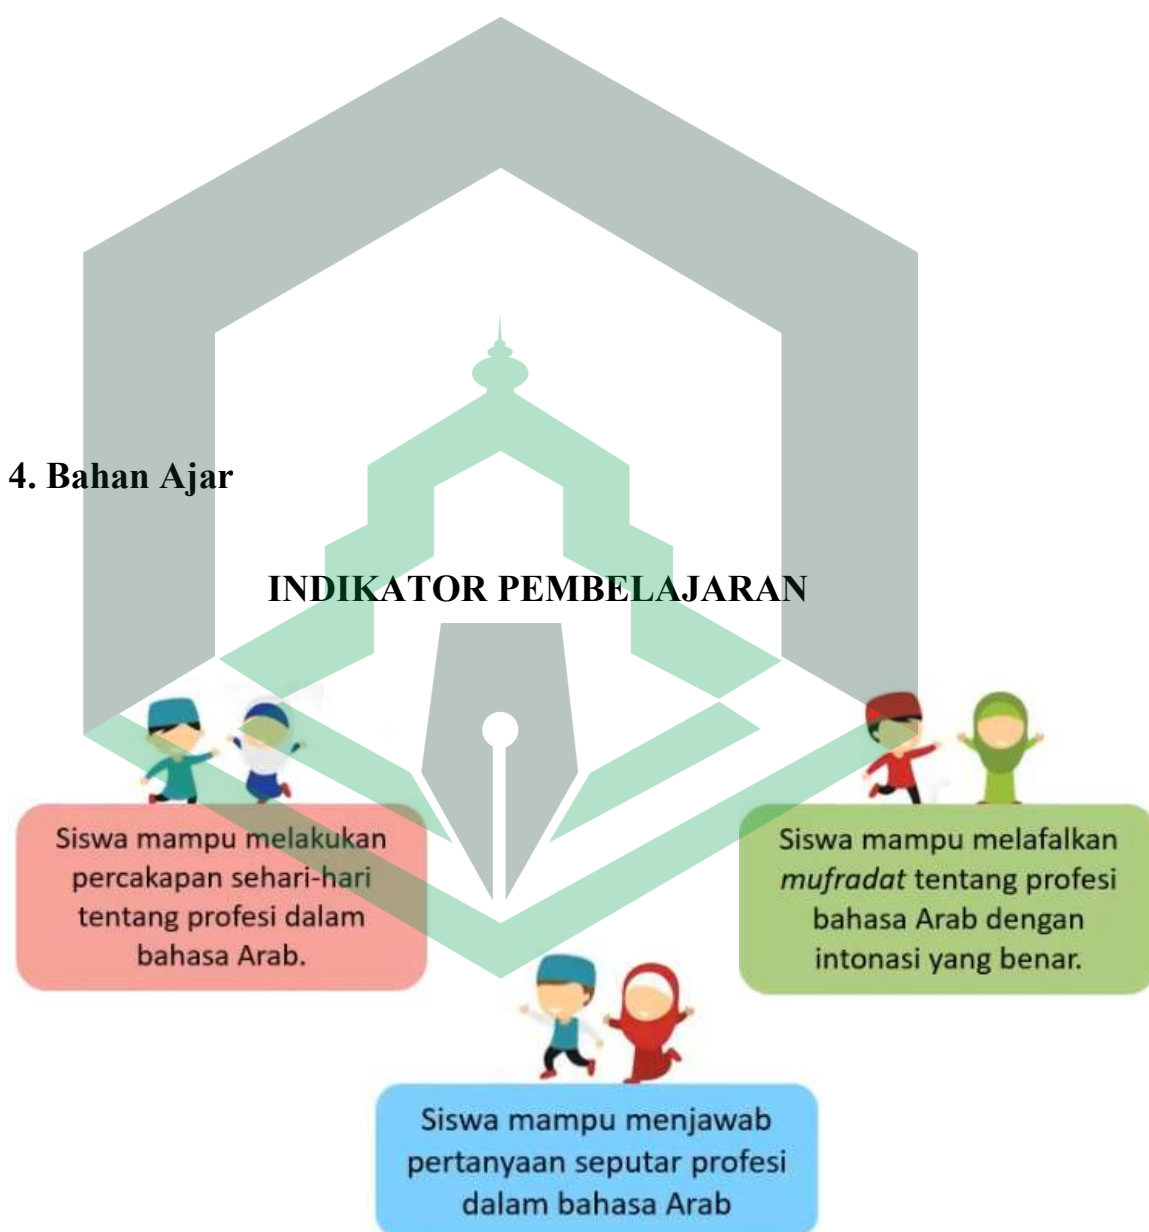 4. Bahan Ajar
INDIKATOR PEMBELAJARAN
Siswa mampu melakukan
percakapan sehari-hari
tentang profesi dalam
bahasa Arab.
Siswa mampu melafalkan
mufradat tentang profesi
bahasa Arab dengan
intonasi yang benar.
Siswa mampu menjawab
pertanyaan seputar profesi
dalam bahasa Arab